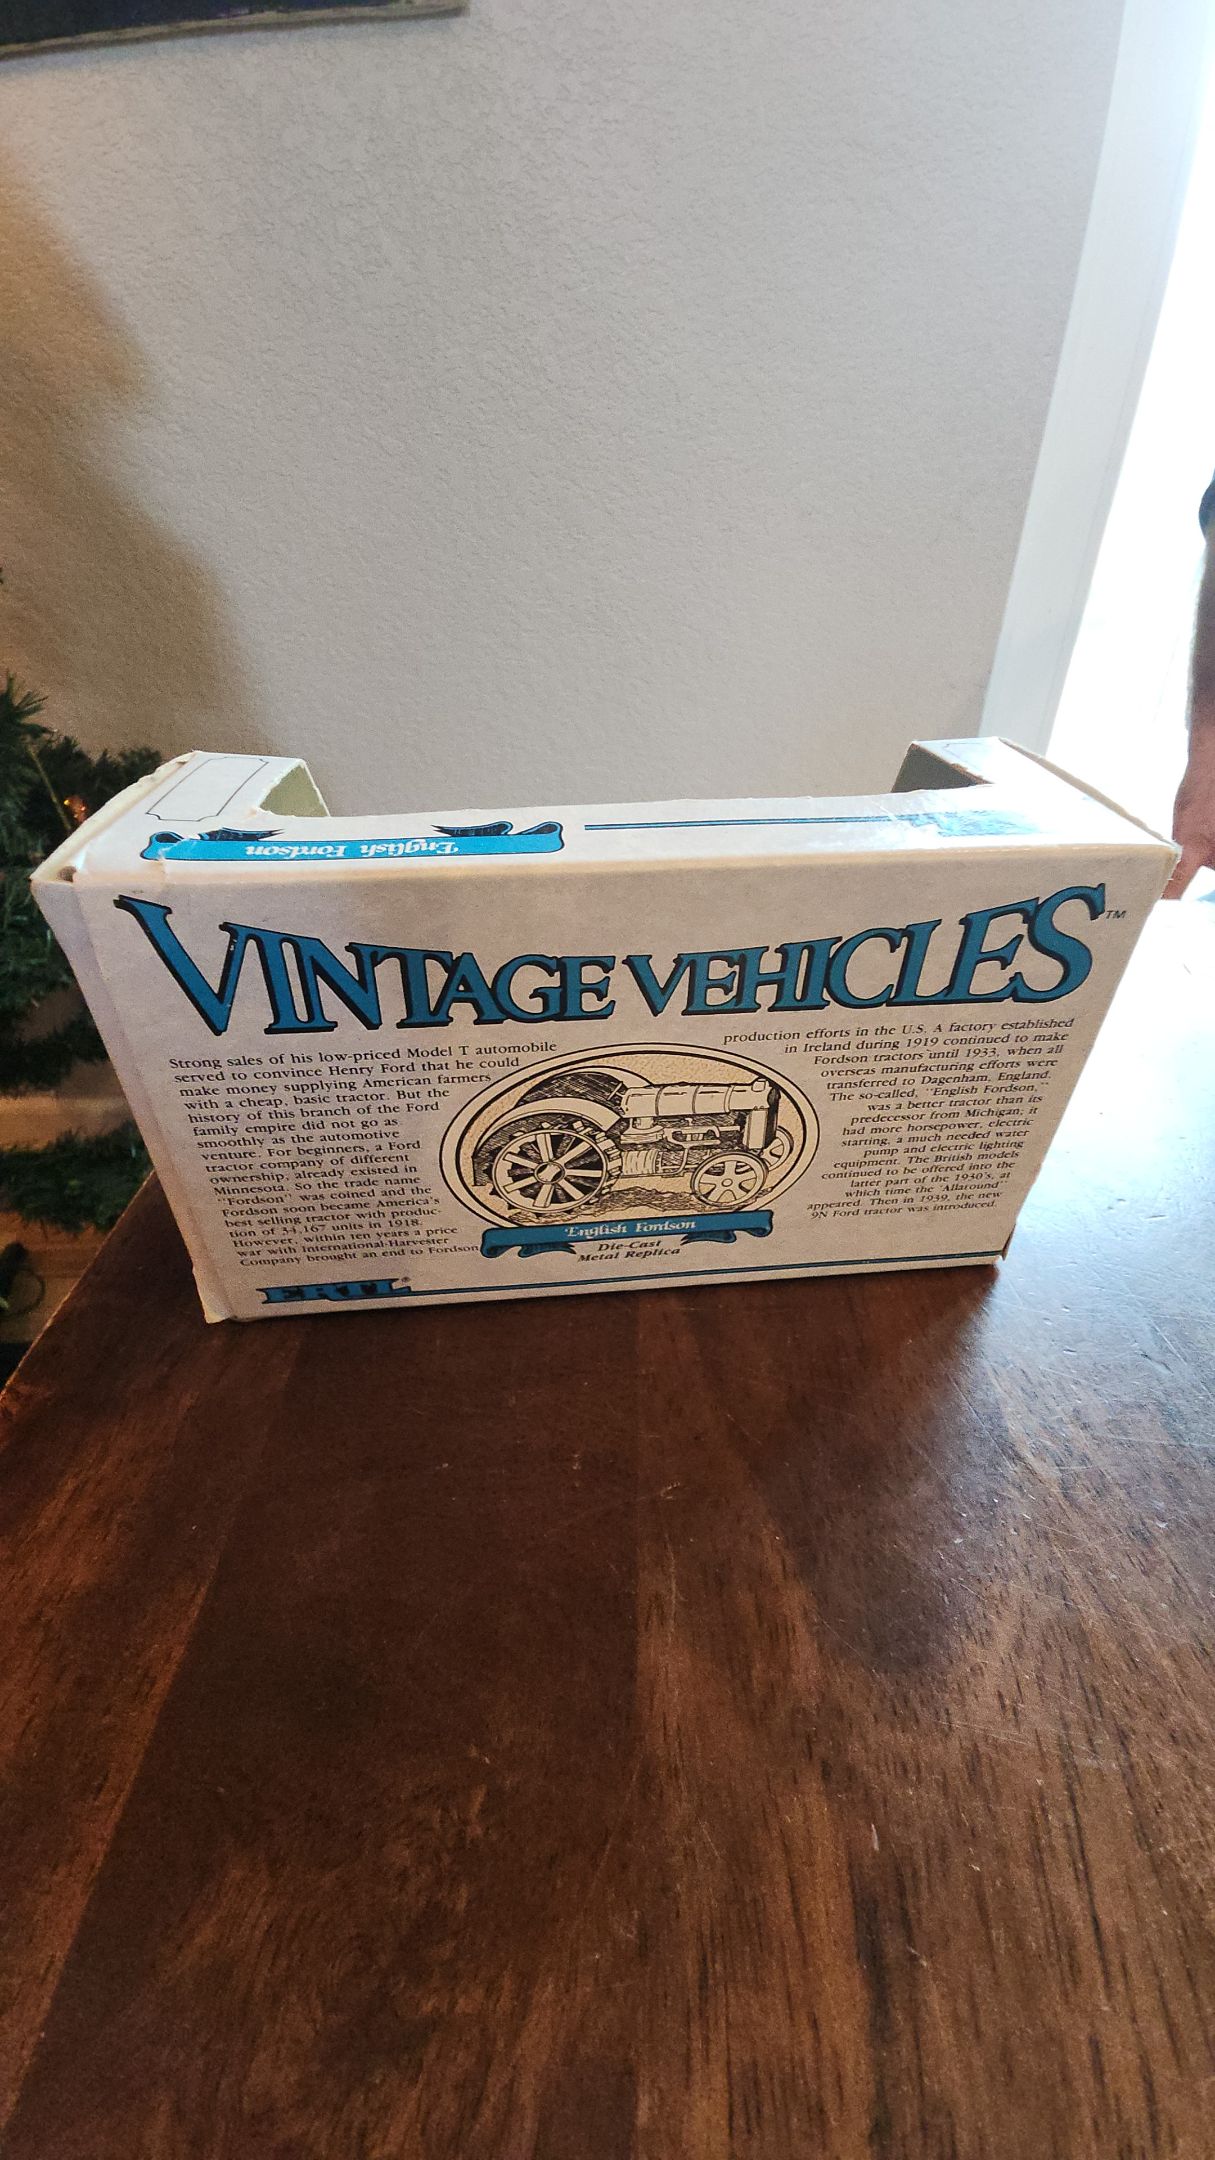 English Fordson
VINTAGE VEHICLES™
Strong sales of his low-priced Model T automobile
served to convince Henry Ford that he could
make money supplying American farmers
with a cheap, basic tractor. But the
history of this branch of the Ford
family empire did not go as
smoothly as the automotive
venture. For beginners, a Ford
tractor company of different
ownership, already existed in
Minnesota. So the trade name
"Fordson" was coined and the
Fordson soon became America's
best selling tractor with produc-
tion of 34,167 units in 1918.
However, within ten years a price
war with International-Harvester
Company brought an end to Fordson
production efforts in the U.S. A factory established
in Ireland during 1919 continued to make
Fordson tractors until 1933, when all
overseas manufacturing efforts were
transferred to Dagenham, England.
The so-called, "English Fordson,"
was a better tractor than its
predecessor from Michigan; it
had more horsepower, electric
starting, a much needed water
pump and electric lighting
equipment. The British models
continued to be offered into the
latter part of the 1930's, at
which time the "Allaround"
appeared. Then in 1939, the new
9N Ford tractor was introduced.
English Fordson
Die-Cast
Metal Replica
ERTL®